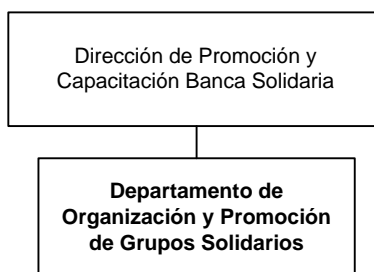 Dirección de Promoción y
Capacitación Banca Solidaria
Departamento de
Organización y Promoción
de Grupos Solidarios